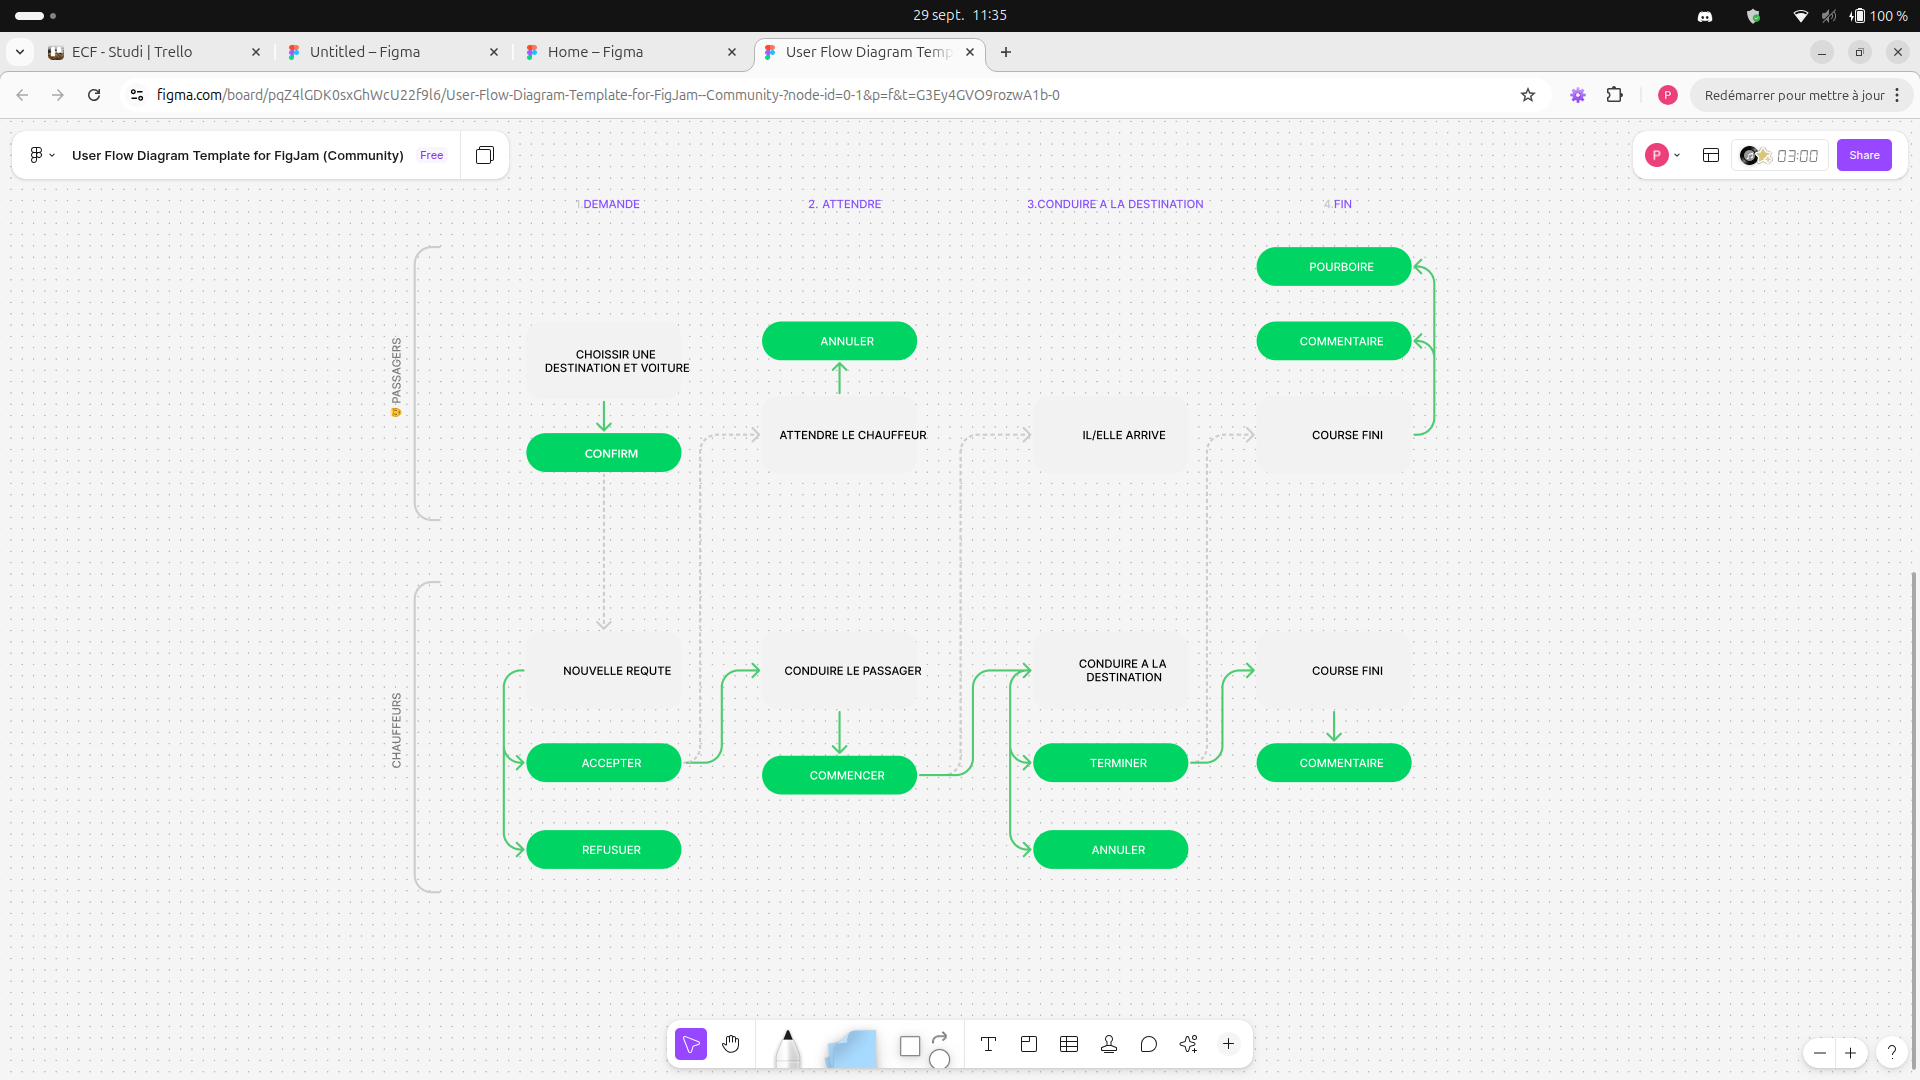 29 sept. 11:35
100 %
ECF - Studi | Trello
Untitled – Figma
Home – Figma
User Flow Diagram Temp
figma.com/board/pqZ4lGDK0sxGhWcU22f9l6/User-Flow-Diagram-Template-for-FigJam--Community-?node-id=0-1&p=f&t=G3Ey4GVO9rozwA1b-0
P
Redémarrer pour mettre à jour
User Flow Diagram Template for FigJam (Community)
Free
P
03:00
Share
1.DEMANDE
2. ATTENDRE
3.CONDUIRE A LA DESTINATION
4.FIN
PASSAGERS
POURBOIRE
ANNULER
COMMENTAIRE
CHOISSIR UNE
DESTINATION ET VOITURE
CONFIRM
ATTENDRE LE CHAUFFEUR
IL/ELLE ARRIVE
COURSE FINI
CHAUFFEURS
NOUVELLE REQUTE
CONDUIRE LE PASSAGER
CONDUIRE A LA
DESTINATION
COURSE FINI
ACCEPTER
COMMENCER
TERMINER
COMMENTAIRE
REFUSUER
ANNULER